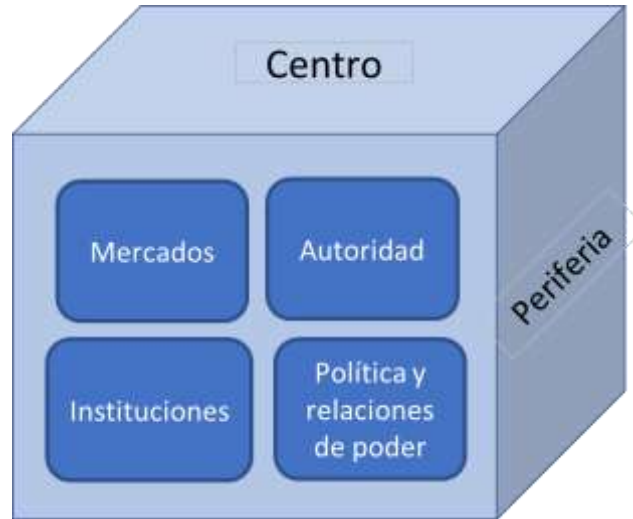 Centro
Mercados
Autoridad
Periferia
Instituciones
Política y
relaciones
de poder